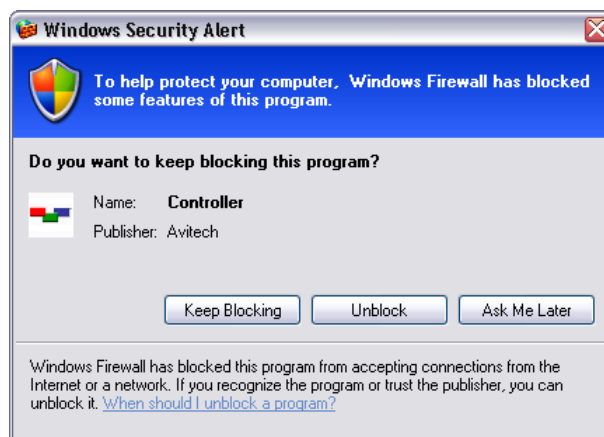 Windows Security Alert
To help protect your computer,  Windows Firewall has blocked
some features of this program.
Do you want to keep blocking this program?
Name: Controller
Publisher: Avitech
Keep Blocking Unblock Ask Me Later
Windows Firewall has blocked this program from accepting connections from the
Internet or a network. If you recognize the program or trust the publisher, you can
unblock it. When should I unblock a program?